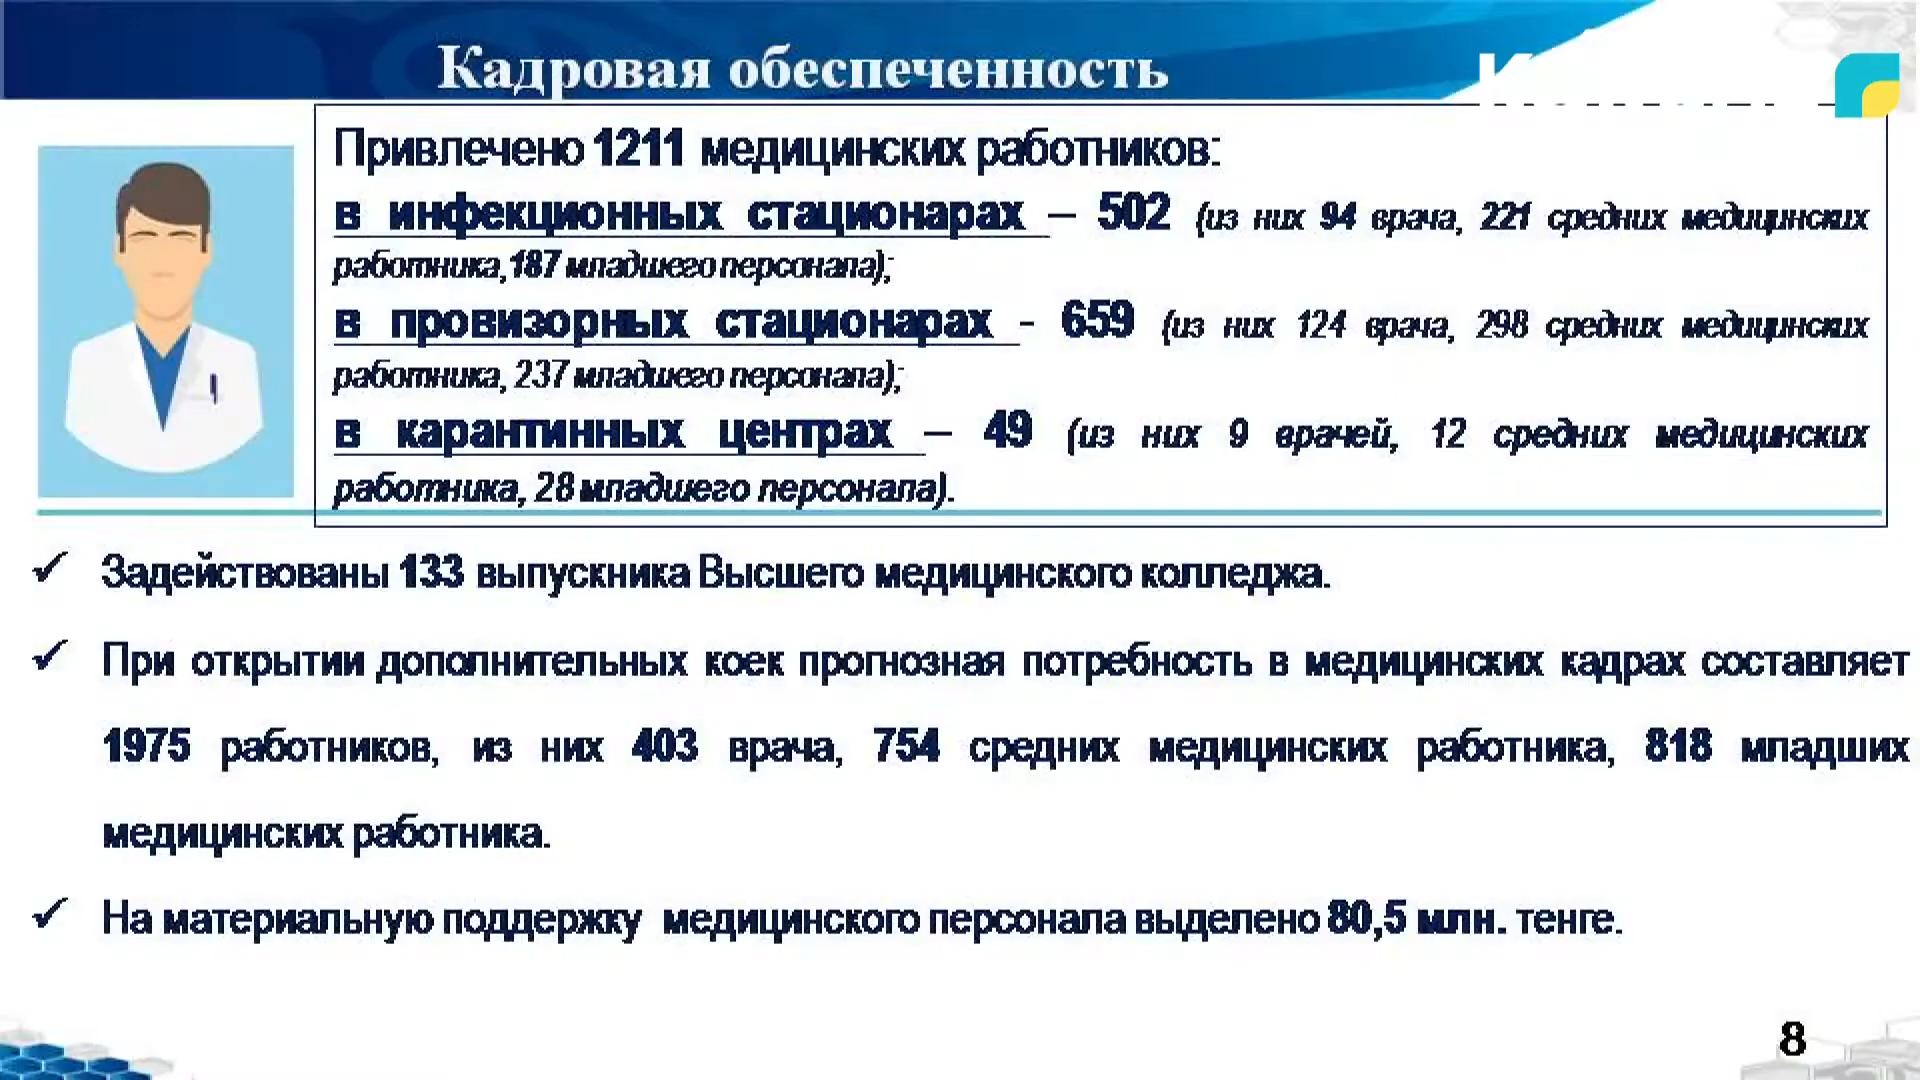 Кадровая обеспеченность
Привлечено 1211 медицинских работников:
в инфекционных стационарах – 502 (из них 94 врача, 221 средних медицинских
работника, 187 младшего персонала);
в провизорных стационарах - 659 (из них 124 врача, 298 средних медицинских
работника, 237 младшего персонала);
в карантинных центрах – 49 (из них 9 врачей, 12 средних медицинских
работника, 28 младшего персонала).
✓ Задействованы 133 выпускника Высшего медицинского колледжа.
✓ При открытии дополнительных коек прогнозная потребность в медицинских кадрах составляет
1975 работников, из них 403 врача, 754 средних медицинских работника, 818 младших
медицинских работника.
✓ На материальную поддержку медицинского персонала выделено 80,5 млн. тенге.
8